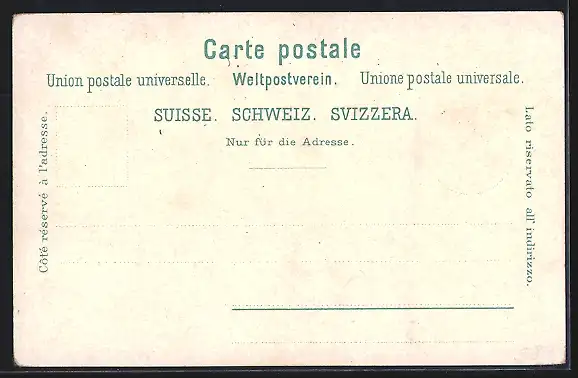 Carte postale
Union postale universelle. Weltpostverein. Unione postale universale.
SUISSE. SCHWEIZ. SVIZZERA.
Nur für die Adresse.
Côté réservé à l'adresse.
Lato riservato all' indirizzo.